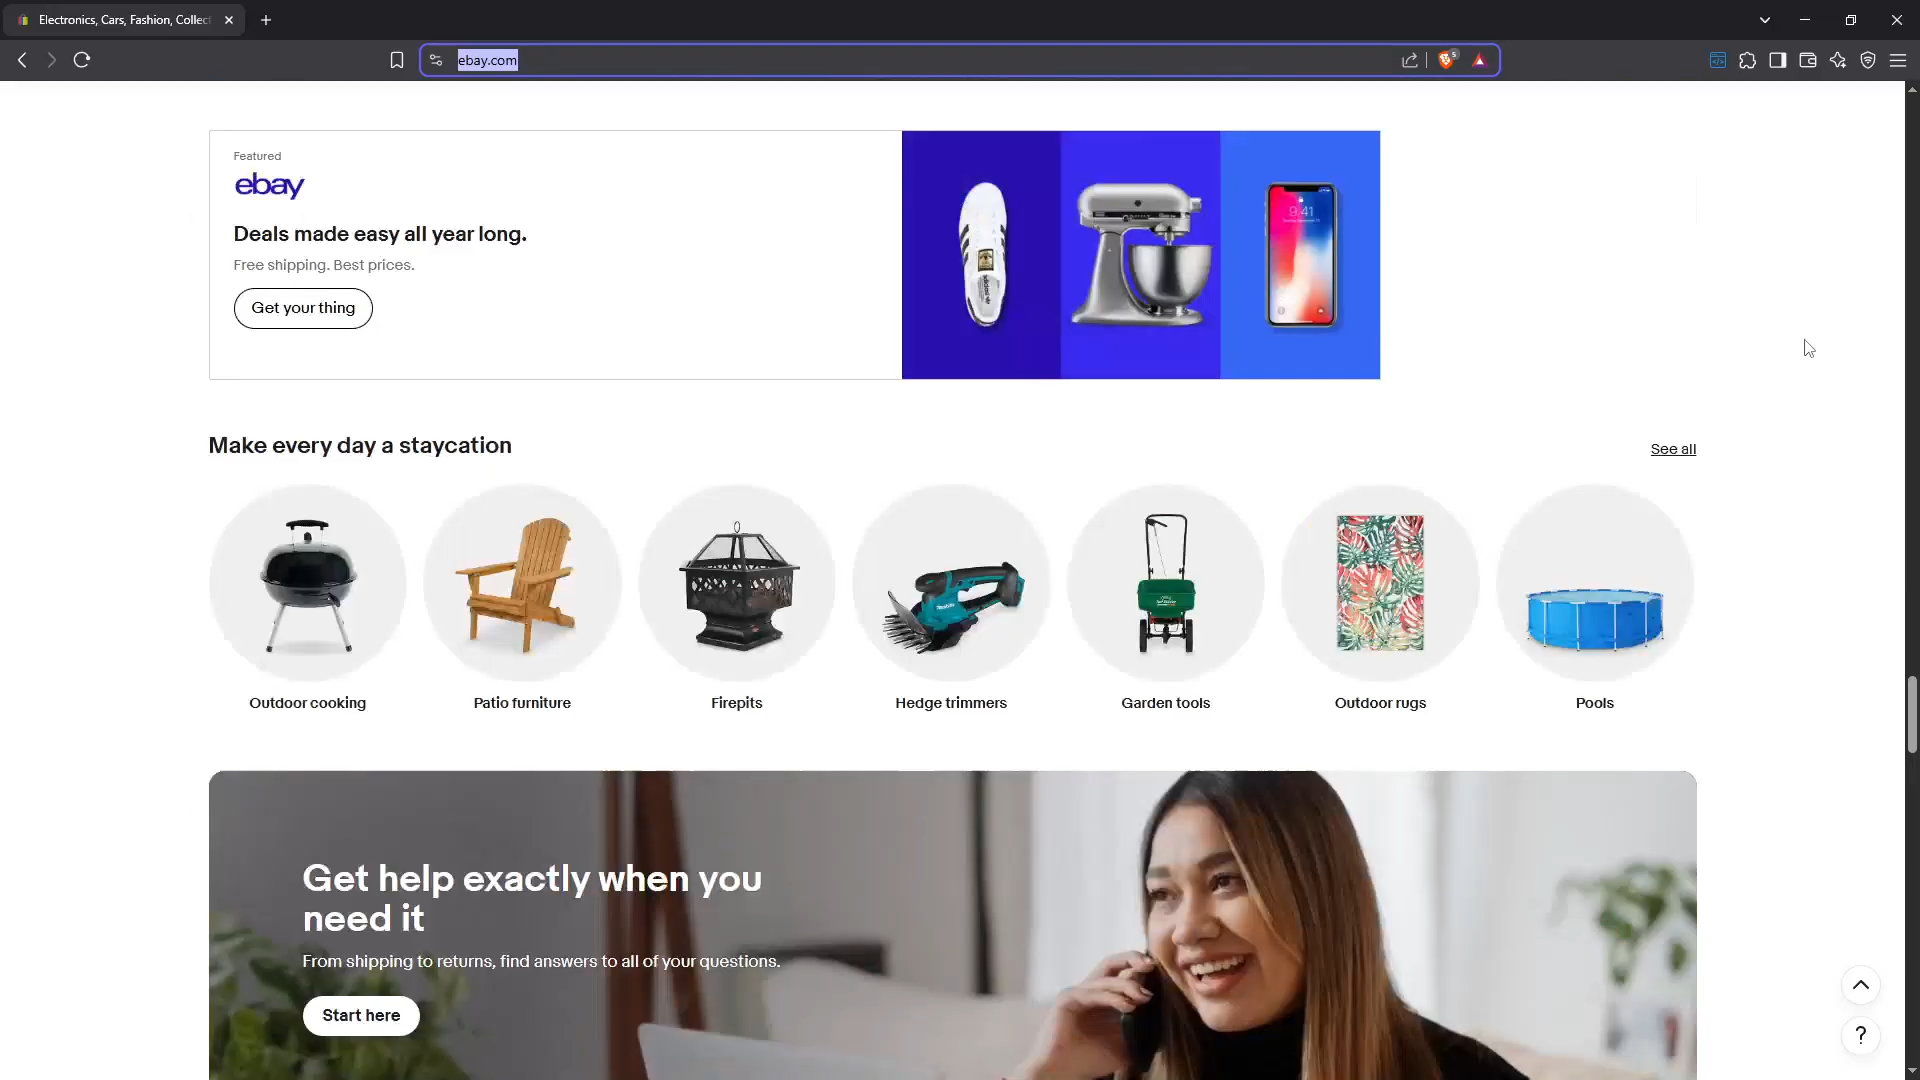 Electronics, Cars, Fashion, Collect
ebay.com
5
Featured
ebay
Deals made easy all year long.
Free shipping. Best prices.
Get your thing
9:41
Make every day a staycation
See all
Outdoor cooking
Patio furniture
Firepits
Hedge trimmers
Garden tools
Outdoor rugs
Pools
Get help exactly when you
need it
From shipping to returns, find answers to all of your questions.
Start here
?